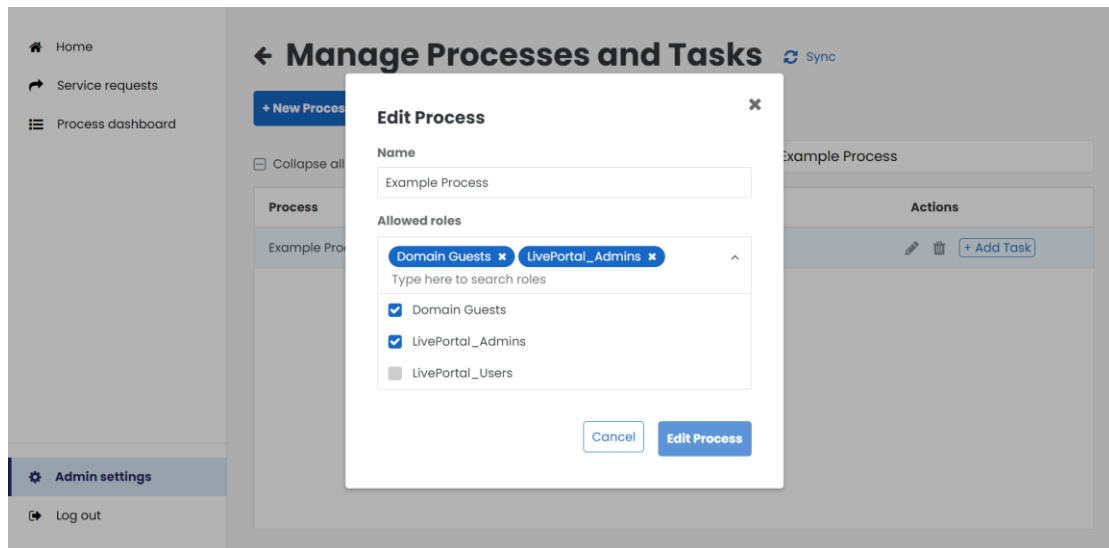 Home
Service requests
Process dashboard
Admin settings
Log out
Manage Processes and Tasks
Sync
+ New Proces
Collapse all
Example Process
Process
Actions
Example Pro
+ Add Task
Edit Process
Name
Example Process
Allowed roles
Domain Guests LivePortal_Admins
Type here to search roles
Domain Guests
LivePortal_Admins
LivePortal_Users
Cancel
Edit Process